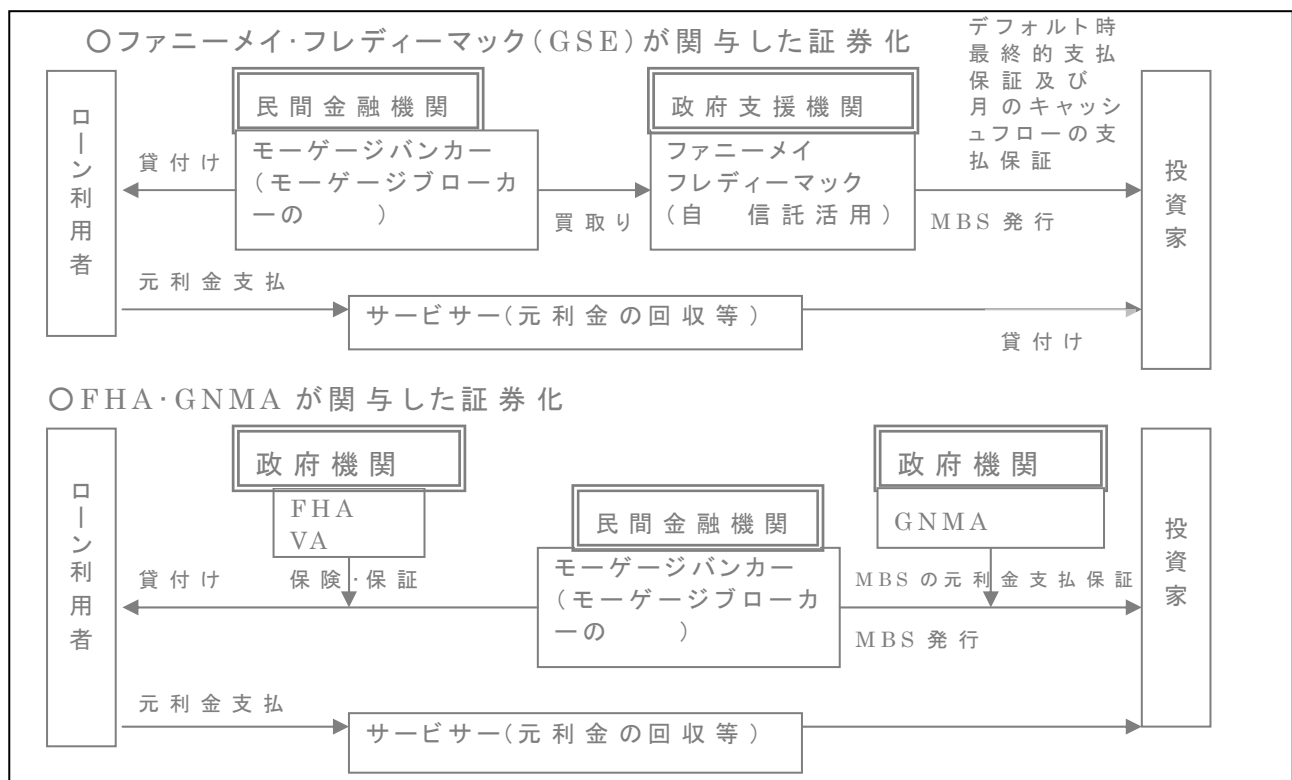 〇ファニーメイ・フレディーマック(GSE)が関与した証券化
デフォルト時
最終的支払
保証及び
月のキャッシ
ュフローの支
払保証
ローン利用者
民間金融機関
モーゲージバンカー
(モーゲージブローカ
ーの )
貸付け
買取り
政府支援機関
ファニーメイ
フレディーマック
(自 信託活用)
MBS発行
投資家
元利金支払
サービサー(元利金の回収等)
貸付け
〇FHA・GNMAが関与した証券化
ローン利用者
政府機関
FHA
VA
保険・保証
貸付け
民間金融機関
モーゲージバンカー
(モーゲージブローカ
ーの )
政府機関
GNMA
MBSの元利金支払保証
MBS発行
投資家
元利金支払
サービサー(元利金の回収等)